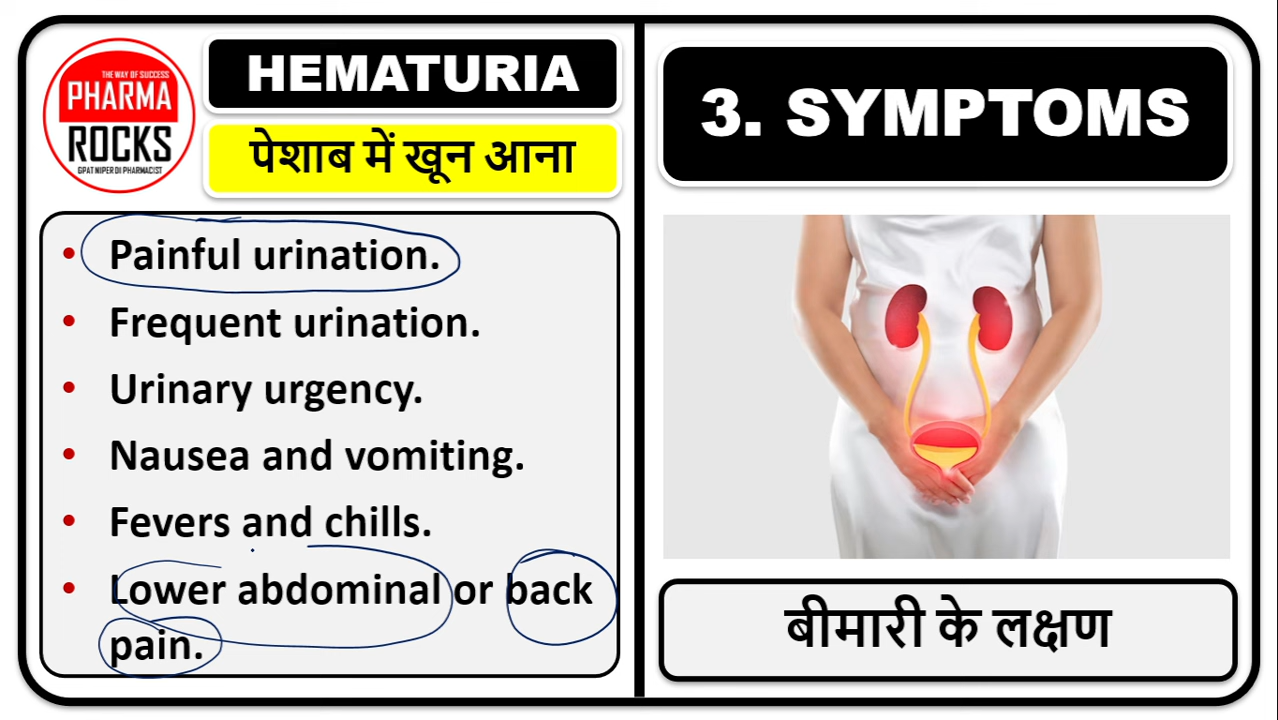 THE WAY OF SUCCESS
PHARMA
ROCKS
GPAT NIPER DI PHARMACIST
HEMATURIA
पेशाब में खून आना
• Painful urination.
• Frequent urination.
• Urinary urgency.
• Nausea and vomiting.
• Fevers and chills.
• Lower abdominal or back
pain.
3. SYMPTOMS
बीमारी के लक्षण